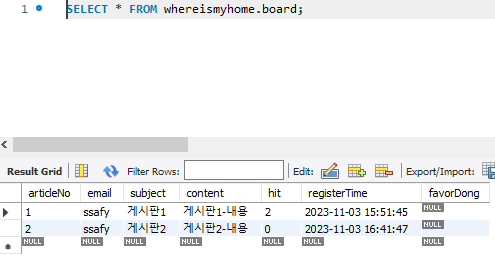 1 SELECT * FROM whereismyhome.board;
Result Grid Filter Rows: Edit: Export/Import:
articleNo email subject content hit registerTime favorDong
1 ssafy 게시판1 게시판1-내용 2 2023-11-03 15:51:45 NULL
2 ssafy 게시판2 게시판2-내용 0 2023-11-03 16:41:47 NULL
NULL NULL NULL NULL NULL NULL NULL